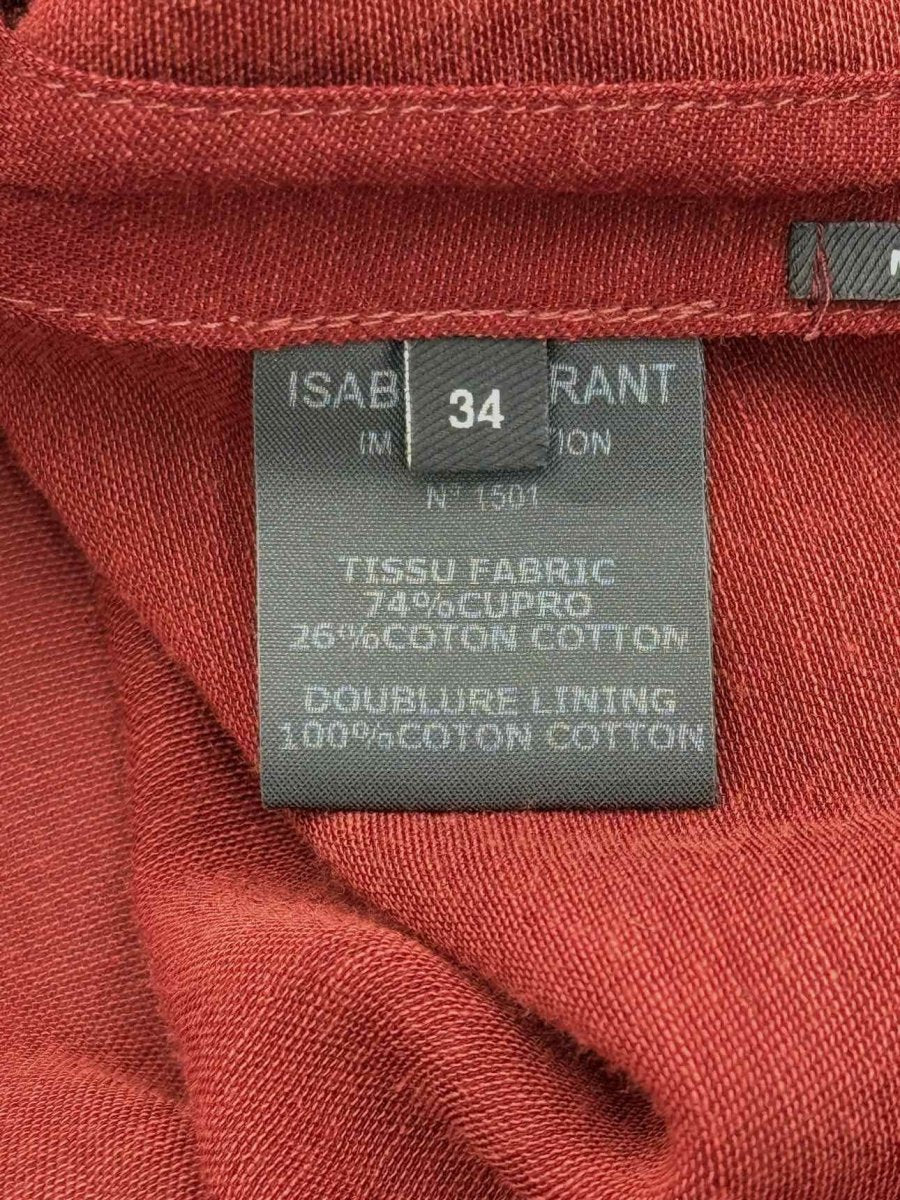 ISAB RANT
34
IM ION
N° 1501
TISSU FABRIC
74%CUPRO
26%COTON COTTON
DOUBLURE LINING
100%COTON COTTON